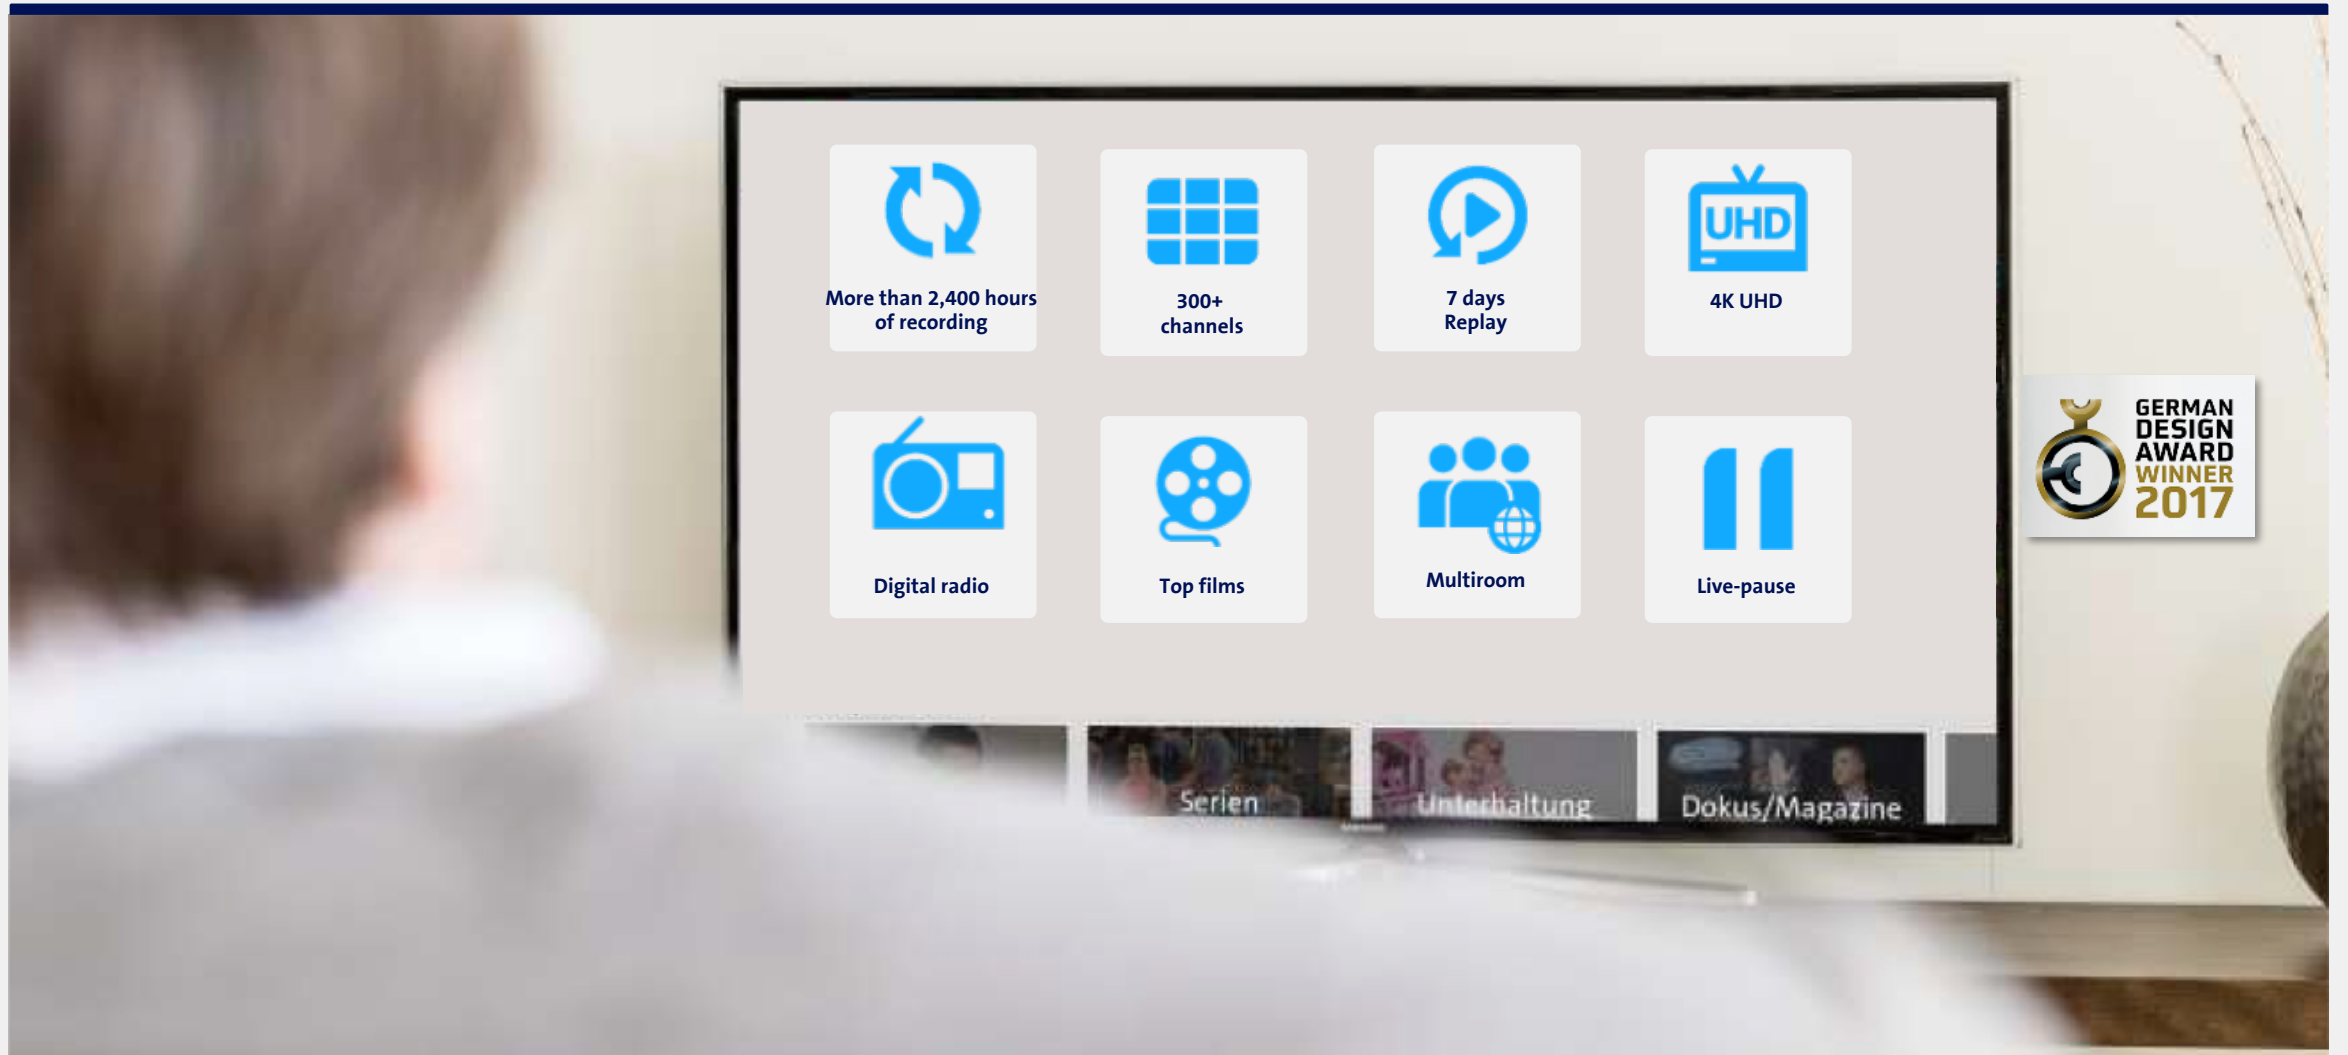 UHD
More than 2,400 hours
of recording
300+
channels
7 days
Replay
4K UHD
Digital radio
Top films
Multiroom
Live-pause
GERMAN
DESIGN
AWARD
WINNER
2017
Serien
Unterhaltung
Dokus/Magazine